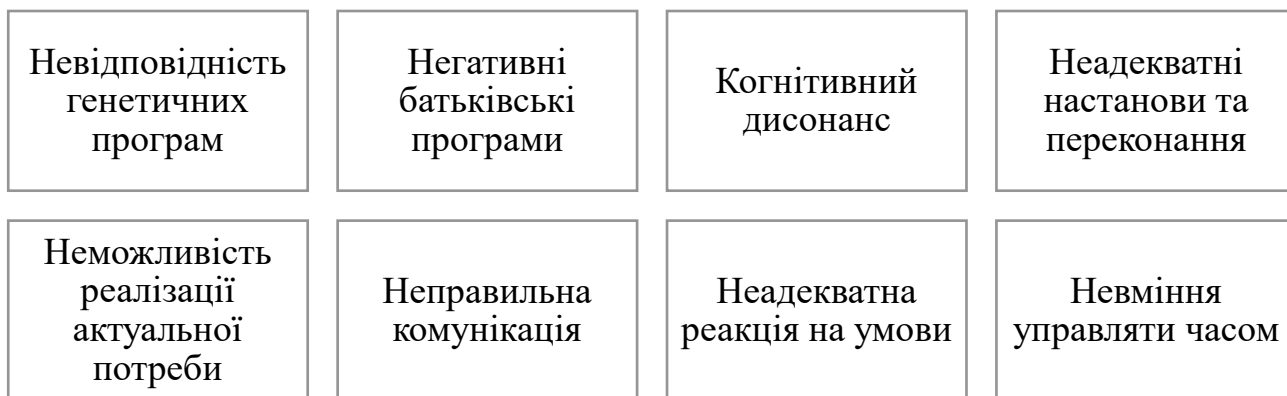 Невідповідність
генетичних
програм
Негативні
батьківські
програми
Когнітивний
дисонанс
Неадекватні
настанови та
переконання
Неможливість
реалізації
актуальної
потреби
Неправильна
комунікація
Неадекватна
реакція на умови
Невміння
управляти часом